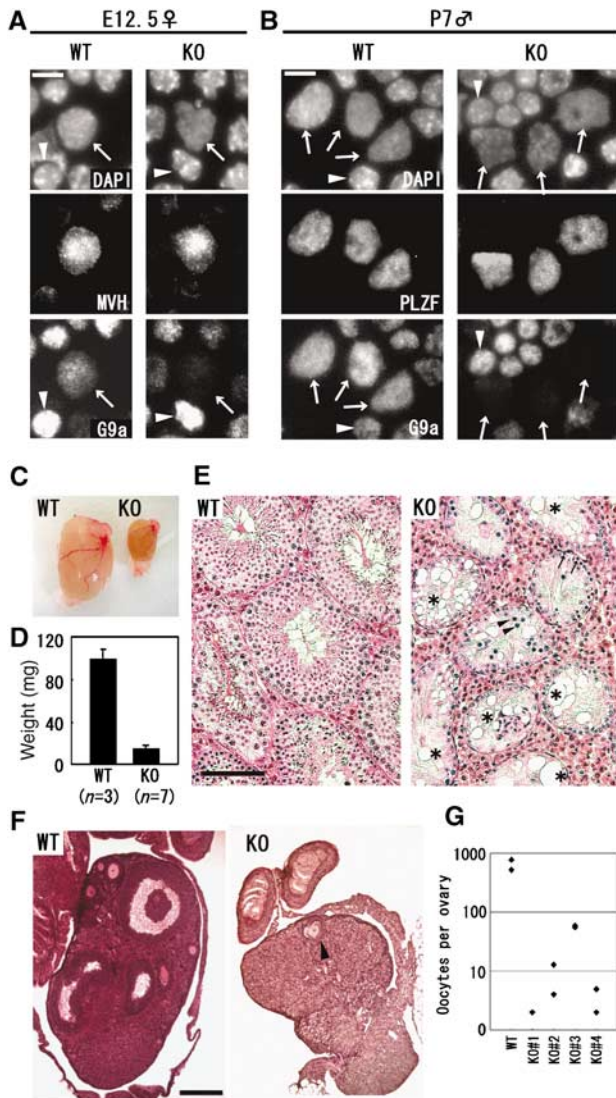 A
E12.5♀
WT
KO
DAPI
MVH
G9a
B
P7♂
WT
KO
DAPI
PLZF
G9a
C
WT
KO
D
Weight (mg)
120
80
40
0
WT
KO
(n=3)
(n=7)
E
WT
KO
*
*
*
*
*
*
*
F
WT
KO
G
Oocytes per ovary
1000
100
10
1
0
WT
KO#1
KO#2
KO#3
KO#4